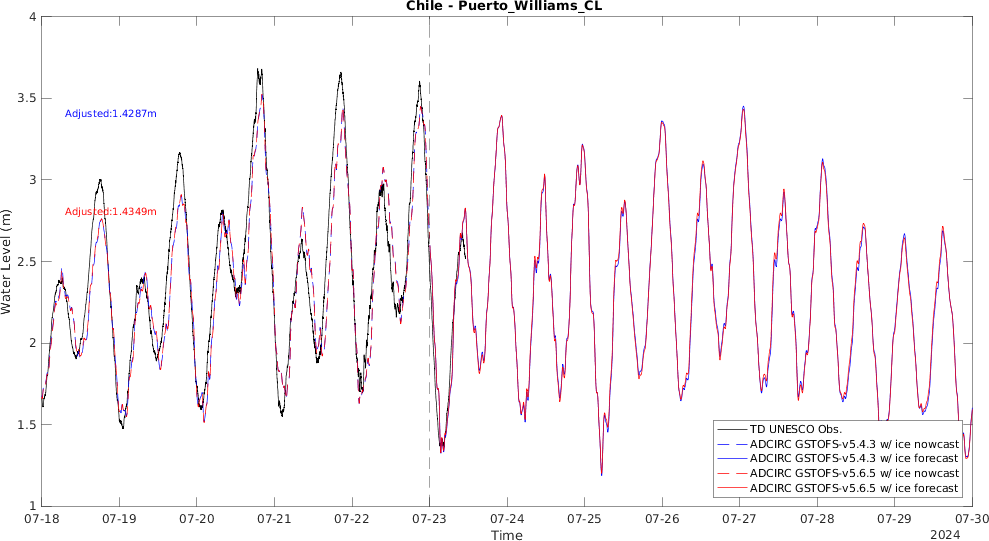 Chile - Puerto_Williams_CL
4
3.5
3
2.5
2
1.5
1
Water Level (m)
Adjusted:1.4287m
Adjusted:1.4349m
TD UNESCO Obs.
ADCIRC GSTOFS-v5.4.3 w/ ice nowcast
ADCIRC GSTOFS-v5.4.3 w/ ice forecast
ADCIRC GSTOFS-v5.6.5 w/ ice nowcast
ADCIRC GSTOFS-v5.6.5 w/ ice forecast
07-18 07-19 07-20 07-21 07-22 07-23 07-24 07-25 07-26 07-27 07-28 07-29 07-30
Time
2024